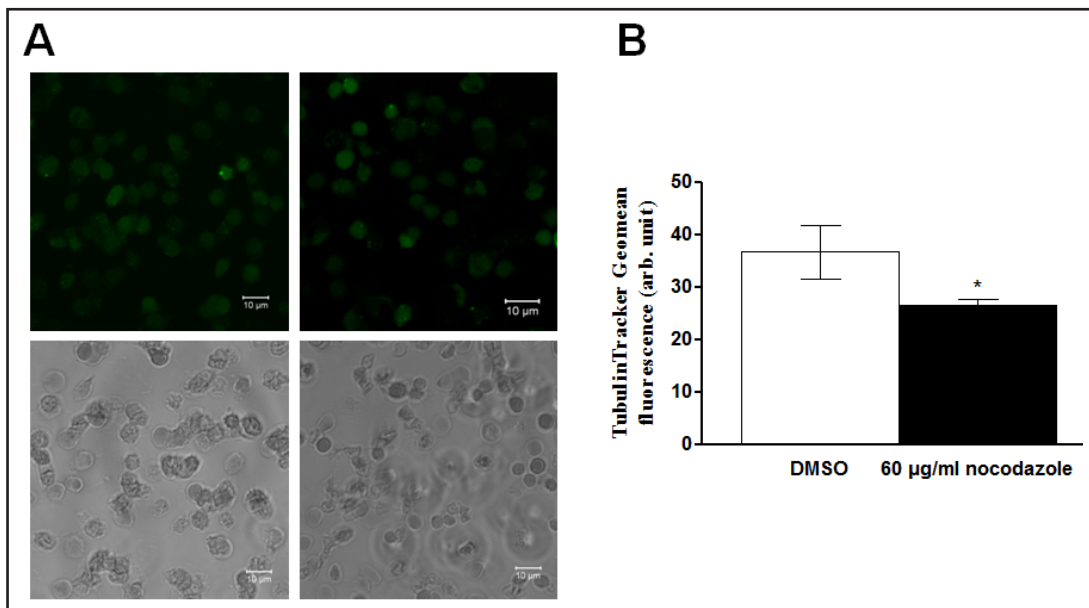 A
10 µm
10 µm
10 µm
10 µm
B
TubulinTracker Geomean
fluorescence (arb. unit)
50
40
30
20
10
0
*
DMSO
60 µg/ml nocodazole